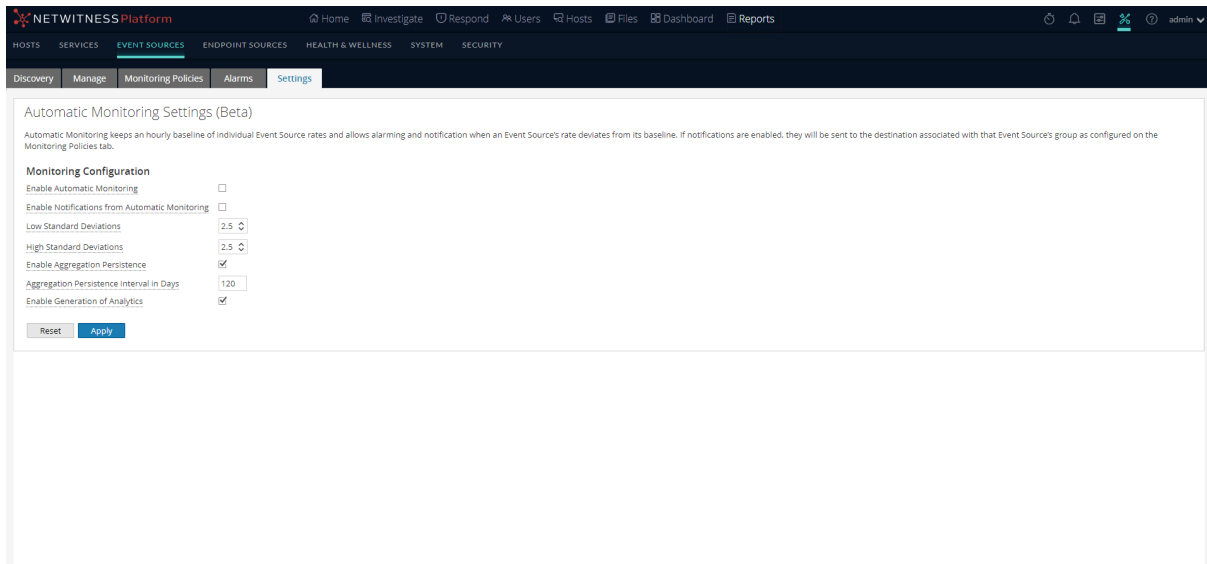 NETWITNESS Platform Home Investigate Respond Users Hosts Files Dashboard Reports admin
HOSTS SERVICES EVENT SOURCES ENDPOINT SOURCES HEALTH & WELLNESS SYSTEM SECURITY
Discovery Manage Monitoring Policies Alarms Settings
Automatic Monitoring Settings (Beta)
Automatic Monitoring keeps an hourly baseline of individual Event Source rates and allows alarming and notification when an Event Source's rate deviates from its baseline. If notifications are enabled, they will be sent to the destination associated with that Event Source's group as configured on the
Monitoring Policies tab.
Monitoring Configuration
Enable Automatic Monitoring
Enable Notifications from Automatic Monitoring
Low Standard Deviations 2.5
High Standard Deviations 2.5
Enable Aggregation Persistence
Aggregation Persistence Interval in Days 120
Enable Generation of Analytics
Reset Apply